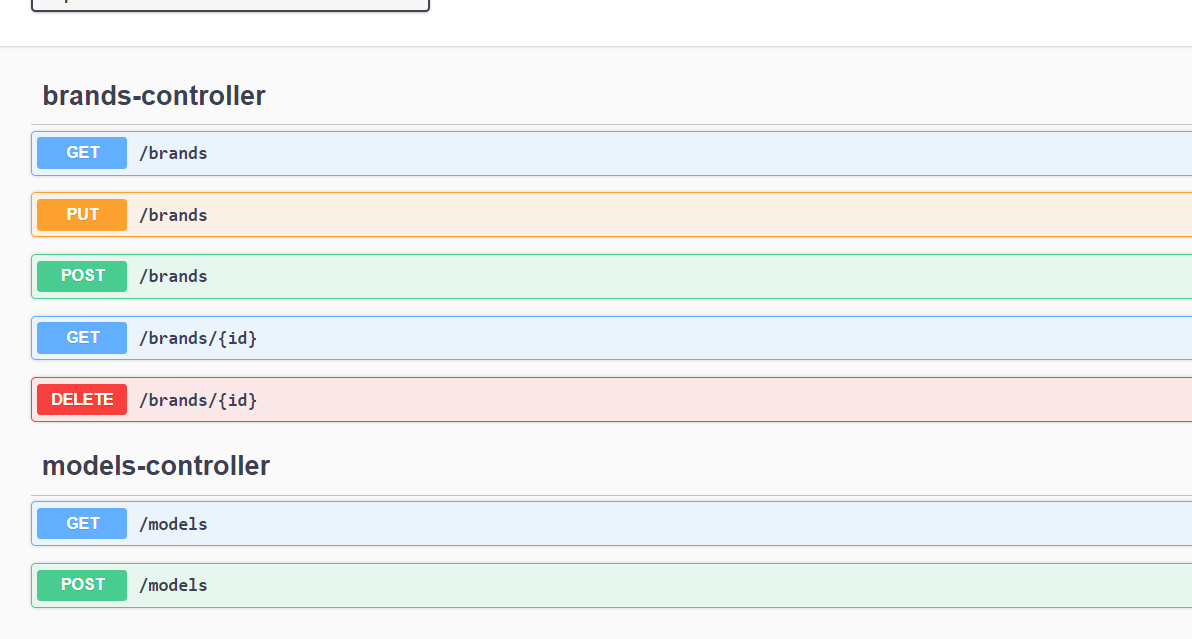 brands-controller
GET /brands
PUT /brands
POST /brands
GET /brands/{id}
DELETE /brands/{id}
models-controller
GET /models
POST /models